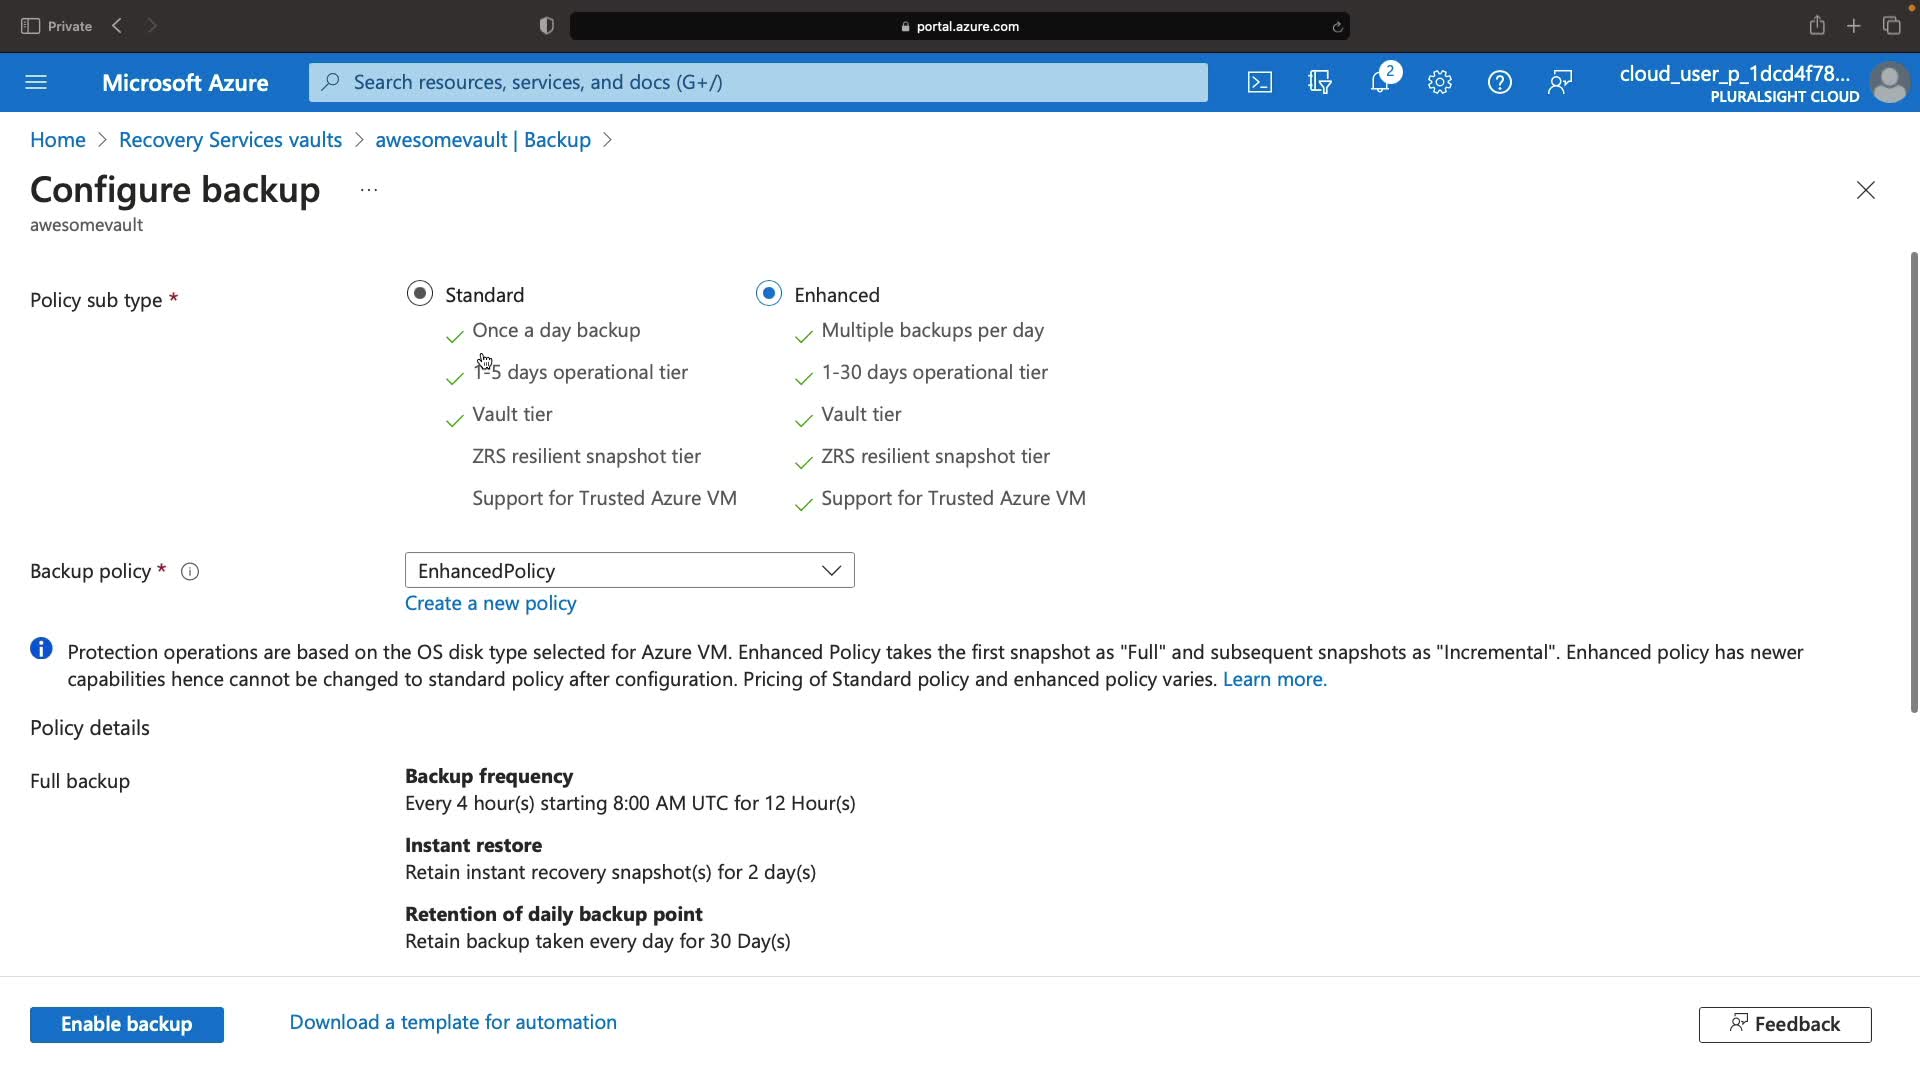 Private
portal.azure.com
Microsoft Azure
Search resources, services, and docs (G+/)
2
cloud_user_p_1dcd4f78...
PLURALSIGHT CLOUD
Home > Recovery Services vaults > awesomevault | Backup >
Configure backup ...
awesomevault
Policy sub type *
Standard
Once a day backup
1-5 days operational tier
Vault tier
ZRS resilient snapshot tier
Support for Trusted Azure VM
Enhanced
Multiple backups per day
1-30 days operational tier
Vault tier
ZRS resilient snapshot tier
Support for Trusted Azure VM
Backup policy *
EnhancedPolicy
Create a new policy
Protection operations are based on the OS disk type selected for Azure VM. Enhanced Policy takes the first snapshot as "Full" and subsequent snapshots as "Incremental". Enhanced policy has newer
capabilities hence cannot be changed to standard policy after configuration. Pricing of Standard policy and enhanced policy varies. Learn more.
Policy details
Full backup
Backup frequency
Every 4 hour(s) starting 8:00 AM UTC for 12 Hour(s)
Instant restore
Retain instant recovery snapshot(s) for 2 day(s)
Retention of daily backup point
Retain backup taken every day for 30 Day(s)
Enable backup
Download a template for automation
Feedback